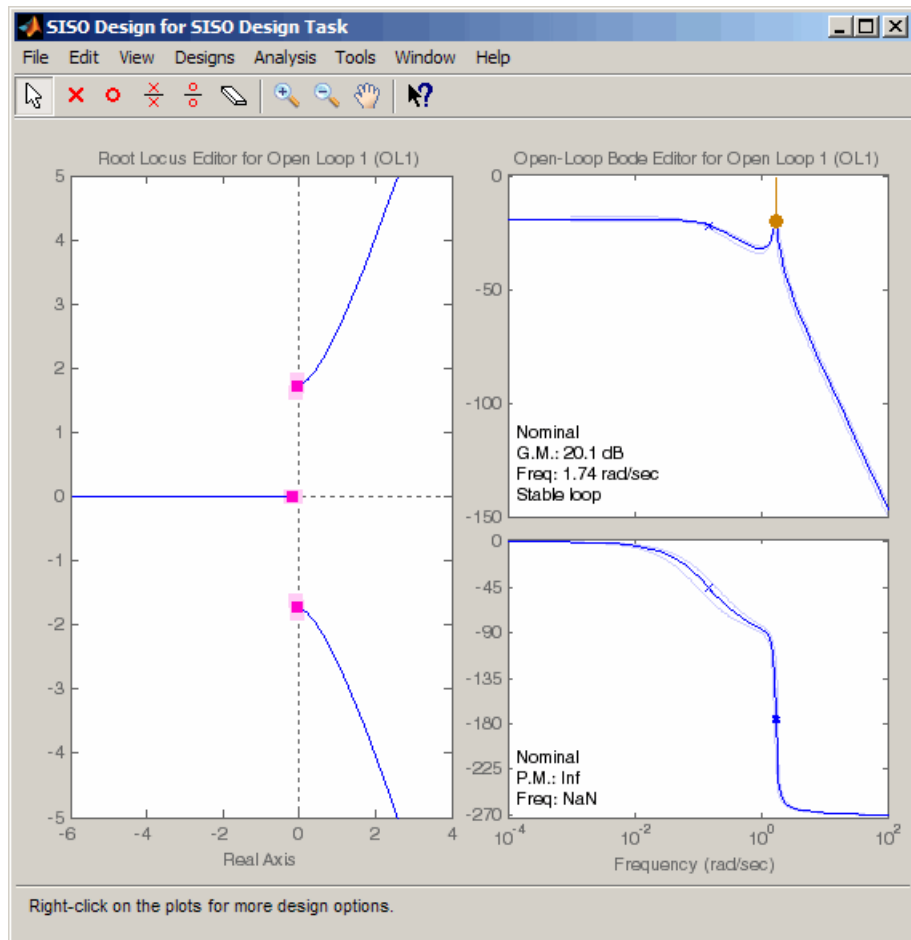 SISO Design for SISO Design Task
File Edit View Designs Analysis Tools Window Help
Root Locus Editor for Open Loop 1 (OL1)
5
4
3
2
1
0
-1
-2
-3
-4
-5
-6 -4 -2 0 2 4
Real Axis
Open-Loop Bode Editor for Open Loop 1 (OL1)
0
-50
-100
-150
Nominal
G.M.: 20.1 dB
Freq: 1.74 rad/sec
Stable loop
0
-45
-90
-135
-180
-225
-270
Nominal
P.M.: Inf
Freq: NaN
10^-4 10^-2 10^0 10^2
Frequency (rad/sec)
Right-click on the plots for more design options.